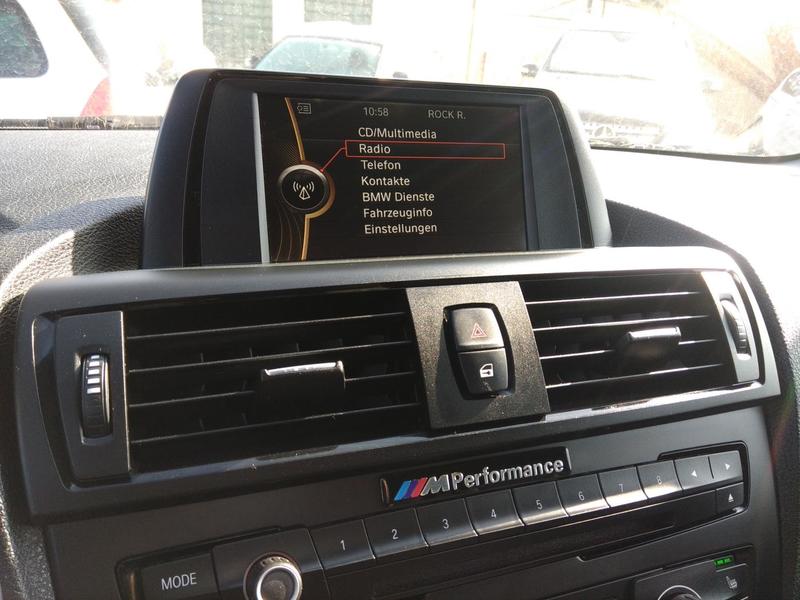 10:58 ROCK R.
CD/Multimedia
Radio
Telefon
Kontakte
BMW Dienste
Fahrzeuginfo
Einstellungen
M Performance
1 2 3 4 5 6 7 8
MODE